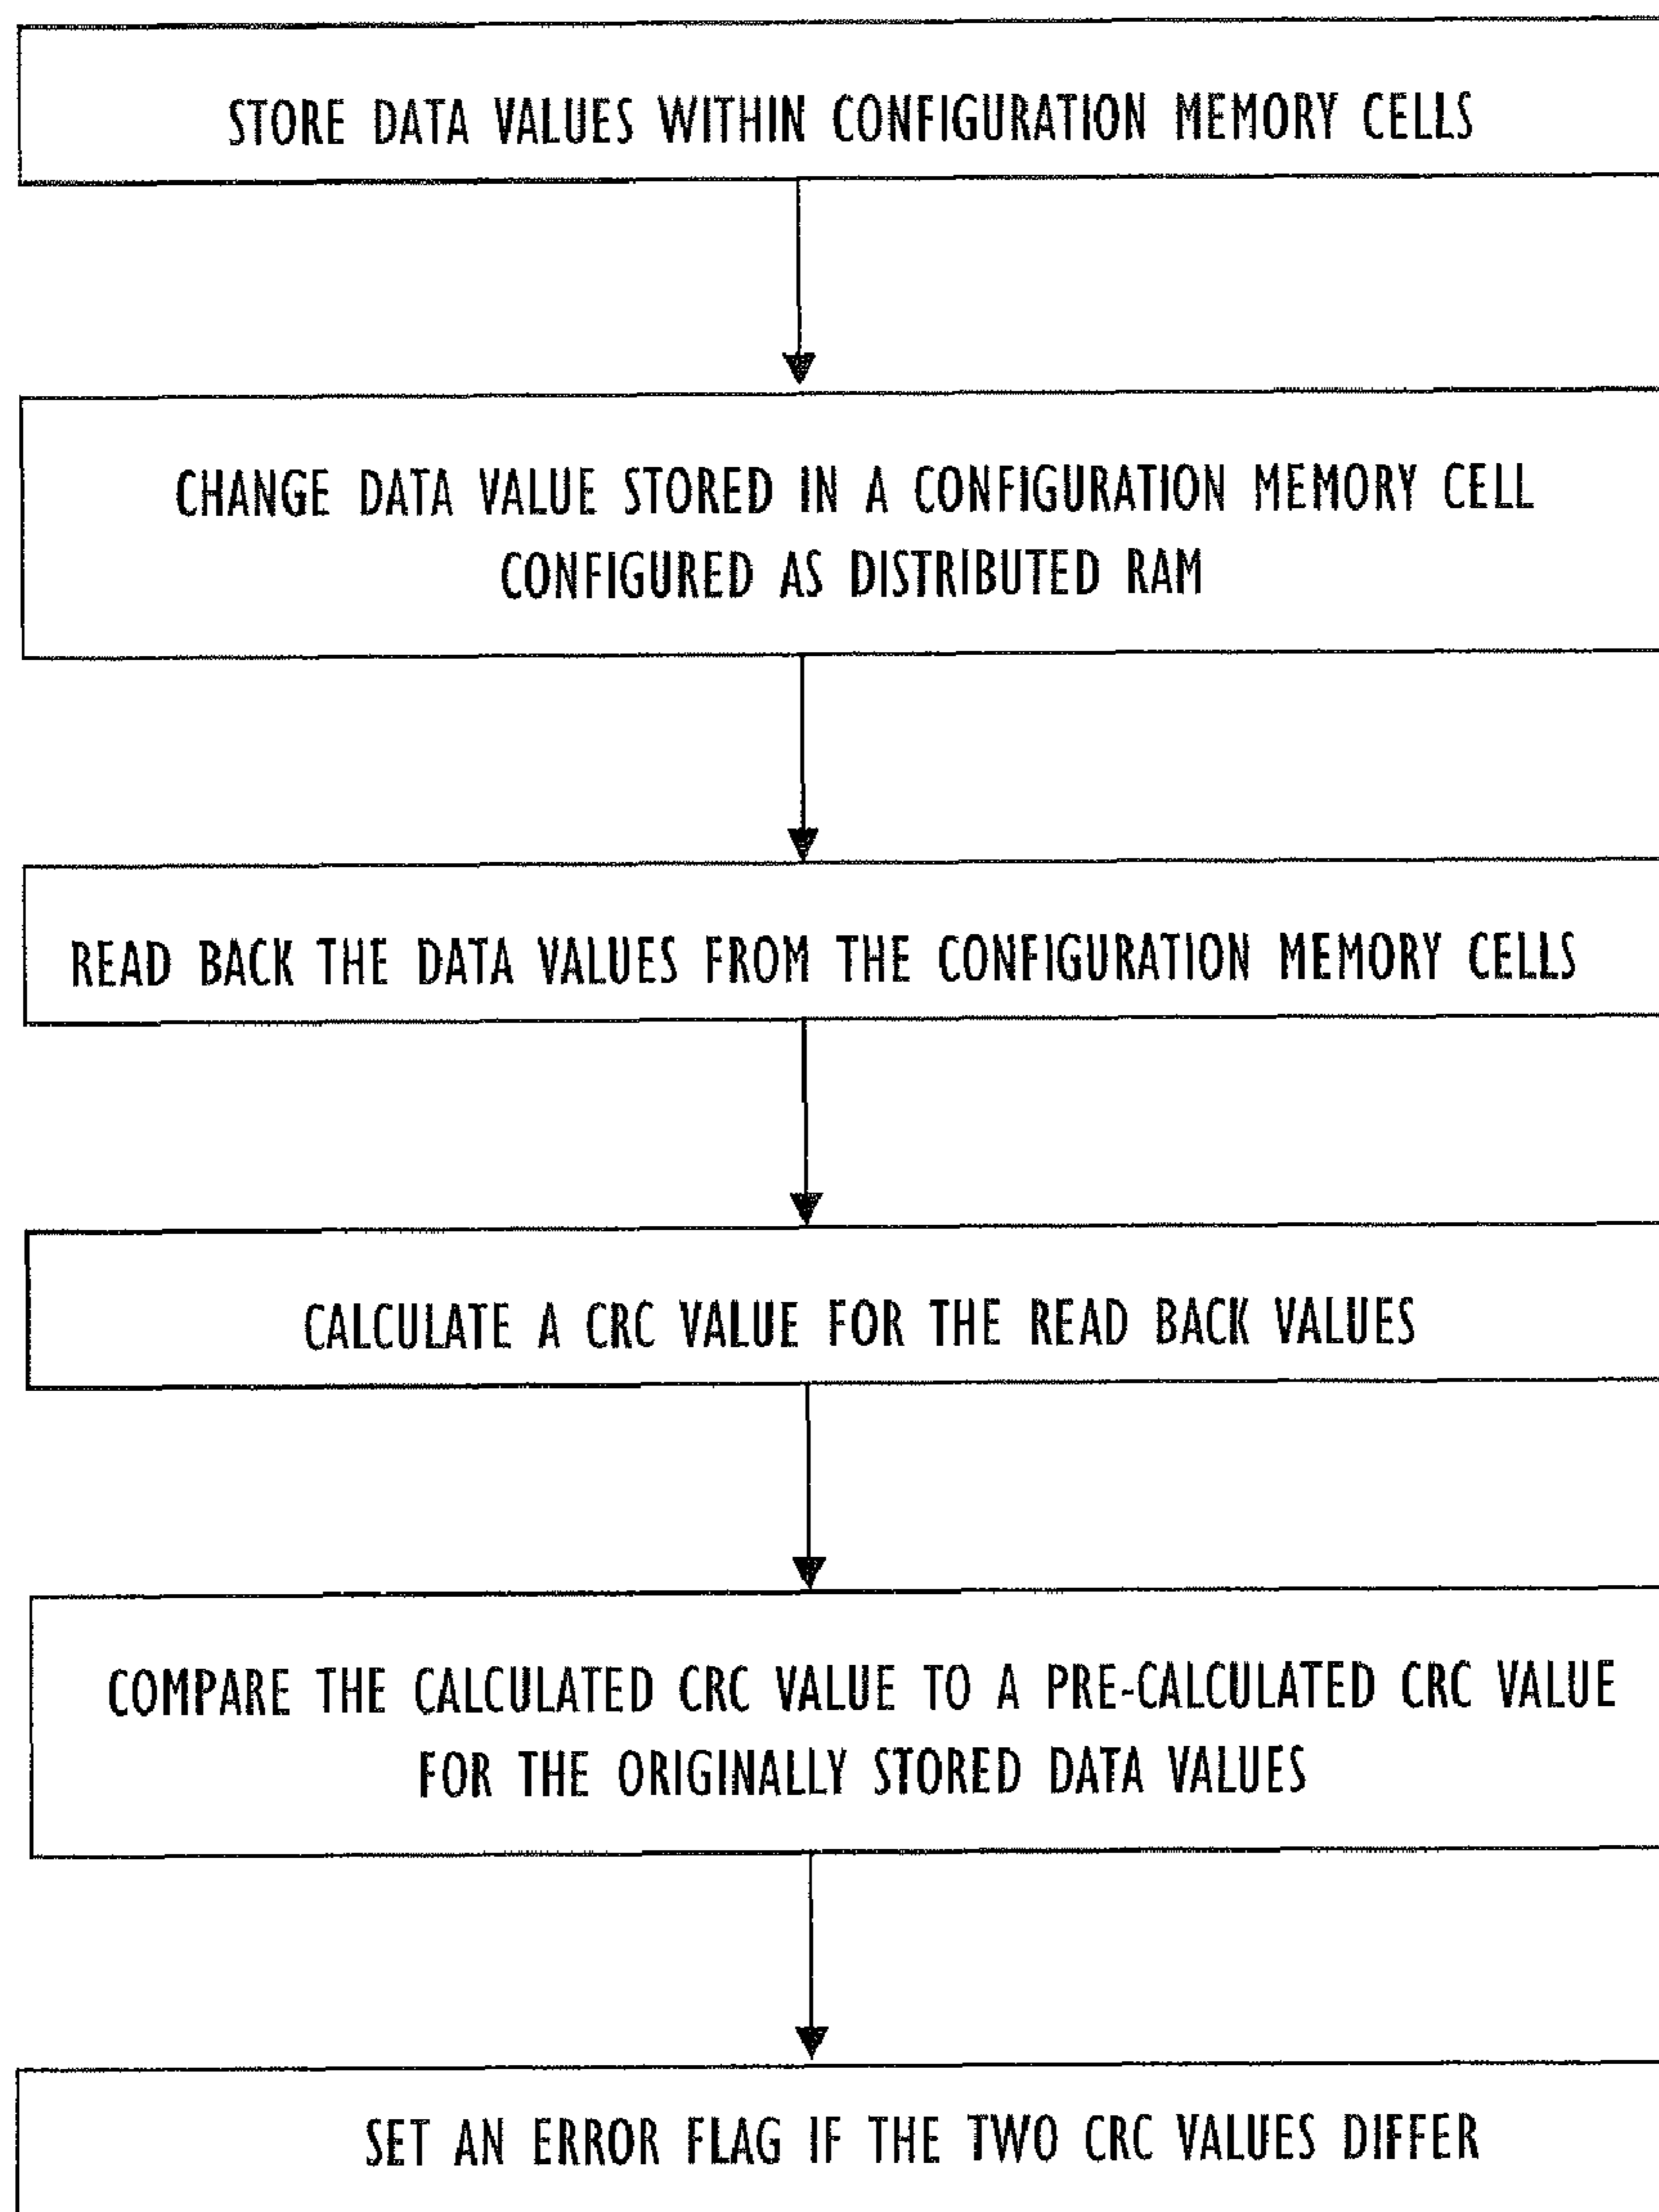 STORE DATA VALUES WITHIN CONFIGURATION MEMORY CELLS
CHANGE DATA VALUE STORED IN A CONFIGURATION MEMORY CELL
CONFIGURED AS DISTRIBUTED RAM
READ BACK THE DATA VALUES FROM THE CONFIGURATION MEMORY CELLS
CALCULATE A CRC VALUE FOR THE READ BACK VALUES
COMPARE THE CALCULATED CRC VALUE TO A PRE-CALCULATED CRC VALUE
FOR THE ORIGINALLY STORED DATA VALUES
SET AN ERROR FLAG IF THE TWO CRC VALUES DIFFER